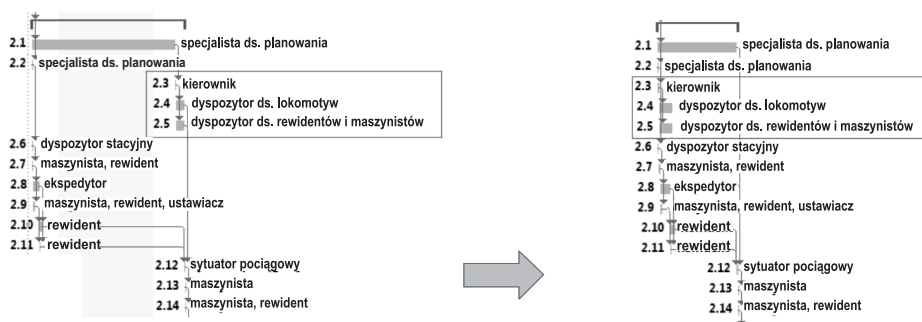 2.1 specjalista ds. planowania
2.2 specjalista ds. planowania
2.3 kierownik
2.4 dyspozytor ds. lokomotyw
2.5 dyspozytor ds. rewidentów i maszynistów
2.6 dyspozytor stacyjny
2.7 maszynista, rewident
2.8 ekspedytor
2.9 maszynista, rewident, ustawiacz
2.10 rewident
2.11 rewident
2.12 sytuator pociągowy
2.13 maszynista
2.14 maszynista, rewident
2.1 specjalista ds. planowania
2.2 specjalista ds. planowania
2.3 kierownik
2.4 dyspozytor ds. lokomotyw
2.5 dyspozytor ds. rewidentów i maszynistów
2.6 dyspozytor stacyjny
2.7 maszynista, rewident
2.8 ekspedytor
2.9 maszynista, rewident, ustawiacz
2.10 rewident
2.11 rewident
2.12 sytuator pociągowy
2.13 maszynista
2.14 maszynista, rewident